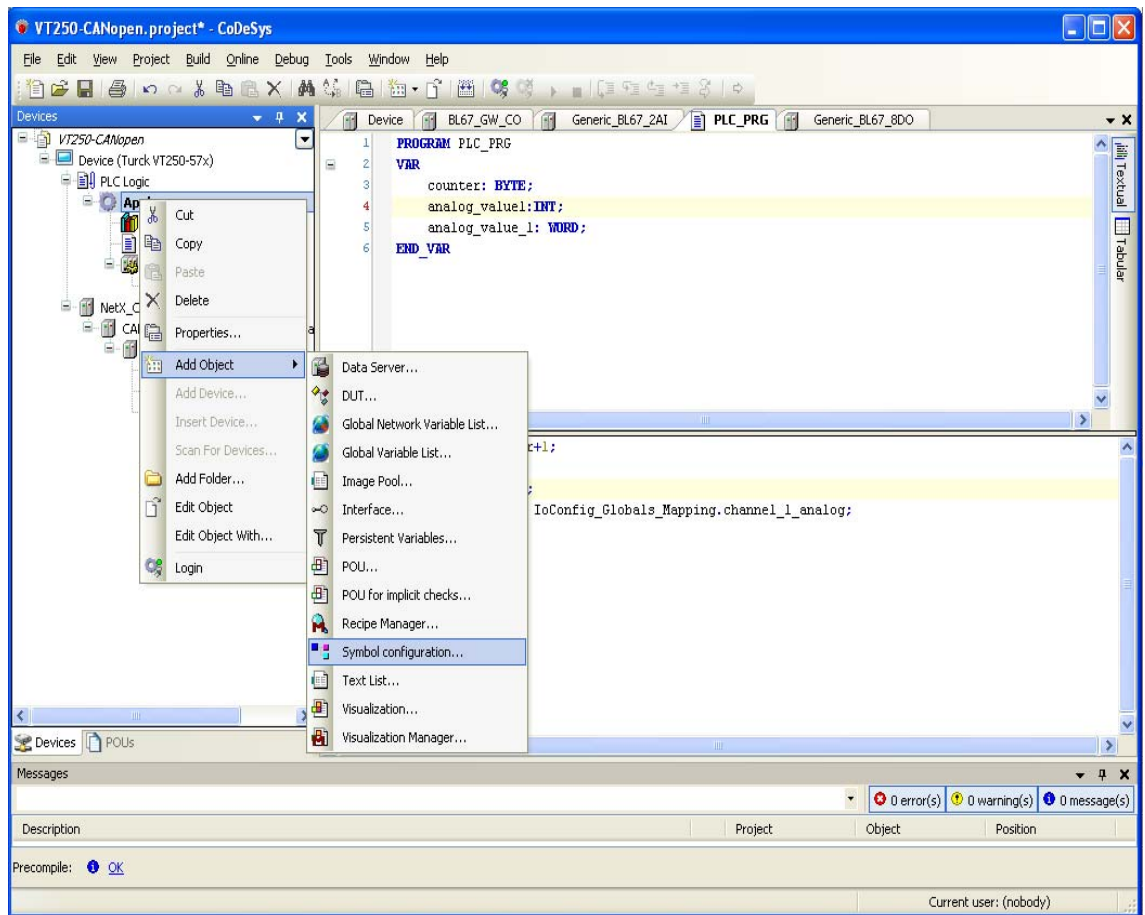 VT250-CANopen.project* - CoDeSys
File Edit View Project Build Online Debug Tools Window Help
Devices
VT250-CANopen
Device (Turck VT250-57x)
PLC Logic
NetX_C
Cut
Copy
Paste
Delete
Properties...
Add Object
Add Device...
Insert Device...
Scan For Devices...
Add Folder...
Edit Object
Edit Object With...
Login
Data Server...
DUT...
Global Network Variable List...
Global Variable List...
Image Pool...
Interface...
Persistent Variables...
POU...
POU for implicit checks...
Recipe Manager...
Symbol configuration...
Text List...
Visualization...
Visualization Manager...
Device BL67_GW_CO Generic_BL67_2AI PLC_PRG Generic_BL67_8DO
1 PROGRAM PLC_PRG
2 VAR
3 counter: BYTE;
4 analog_value1:INT;
5 analog_value_1: WORD;
6 END_VAR
r+1;
;
IoConfig_Globals_Mapping.channel_1_analog;
Textual
Tabular
Devices POUs
Messages
0 error(s) 0 warning(s) 0 message(s)
Description Project Object Position
Precompile: OK
Current user: (nobody)